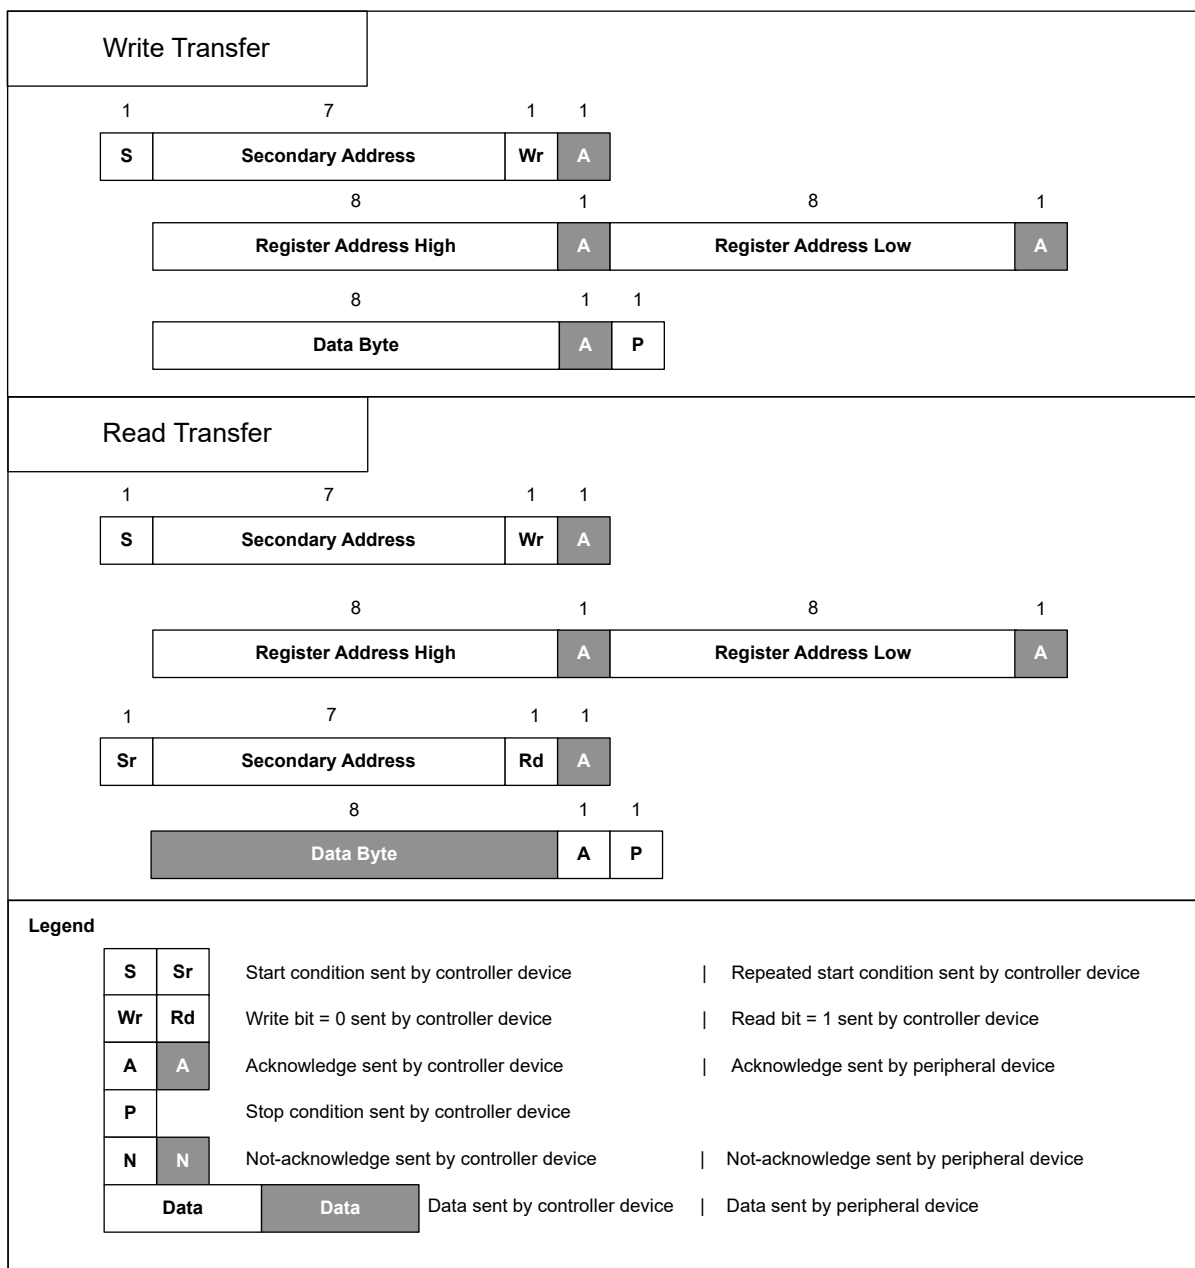 Write Transfer
1 7 1 1
S Secondary Address Wr A
8 1 8 1
Register Address High A Register Address Low A
8 1 1
Data Byte A P
Read Transfer
1 7 1 1
S Secondary Address Wr A
8 1 8 1
Register Address High A Register Address Low A
1 7 1 1
Sr Secondary Address Rd A
8 1 1
Data Byte A P
Legend
S Sr Start condition sent by controller device | Repeated start condition sent by controller device
Wr Rd Write bit = 0 sent by controller device | Read bit = 1 sent by controller device
A A Acknowledge sent by controller device | Acknowledge sent by peripheral device
P Stop condition sent by controller device
N N Not-acknowledge sent by controller device | Not-acknowledge sent by peripheral device
Data Data Data sent by controller device | Data sent by peripheral device